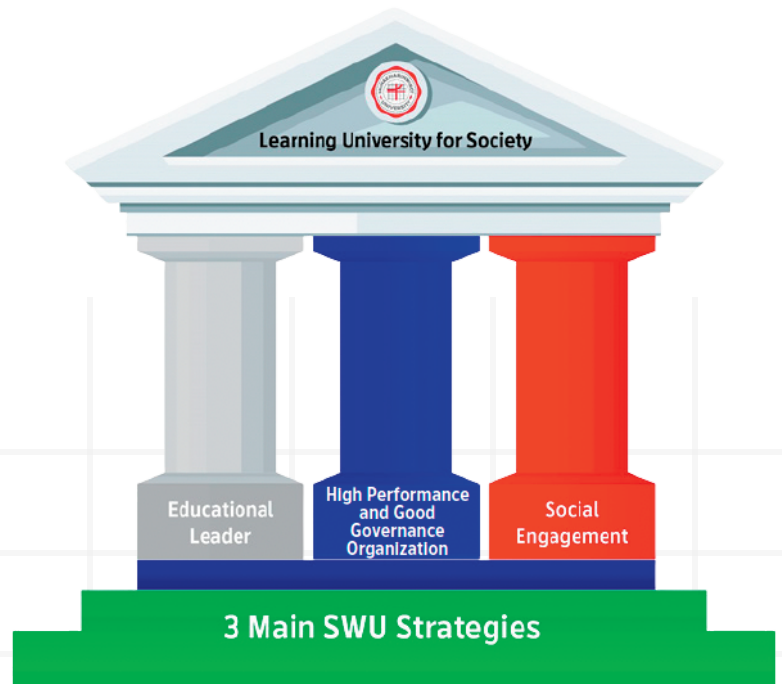 Learning University for Society
Educational
Leader
High Performance
and Good
Governance
Organization
Social
Engagement
3 Main SWU Strategies